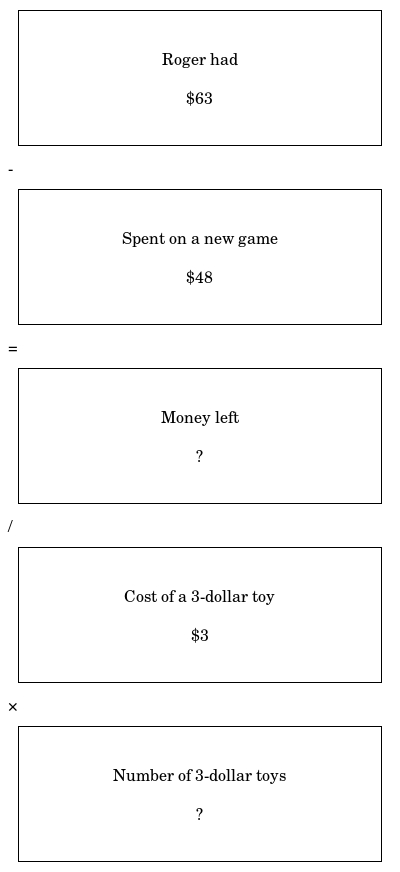 Roger had
$63
-
Spent on a new game
$48
=
Money left
?
/
Cost of a 3-dollar toy
$3
×
Number of 3-dollar toys
?